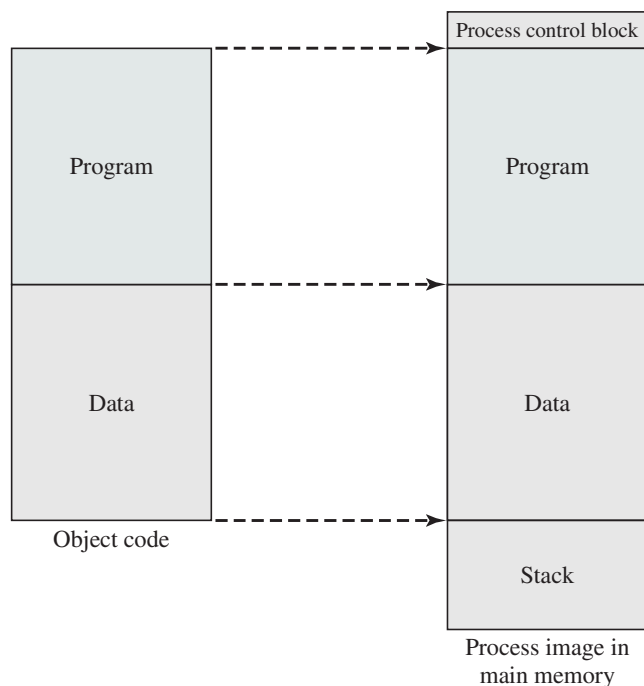 Process control block
Program
Program
Data
Data
Object code
Stack
Process image in
main memory